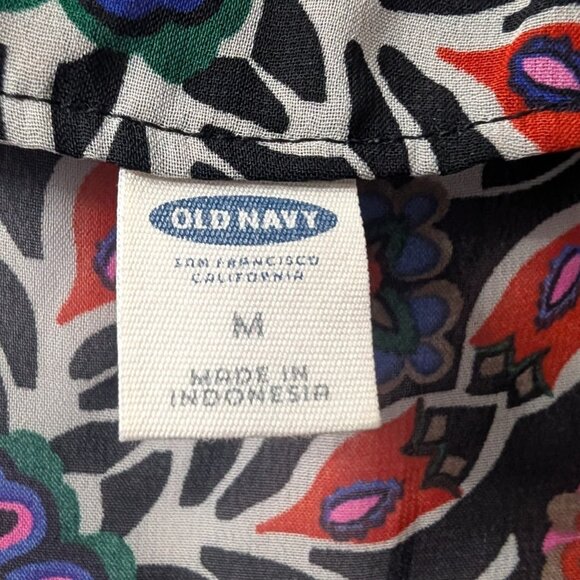 OLD NAVY
SAN FRANCISCO
CALIFORNIA
M
MADE IN
INDONESIA